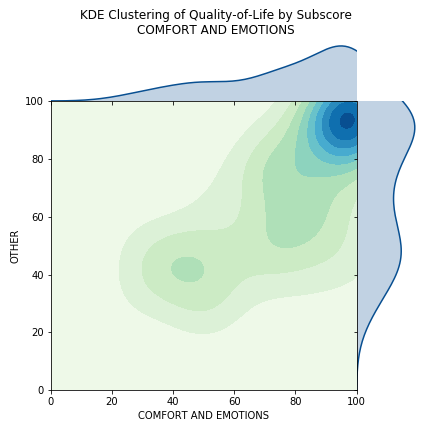 KDE Clustering of Quality-of-Life by Subscore
COMFORT AND EMOTIONS
100
80
60
40
20
0
OTHER
0 20 40 60 80 100
COMFORT AND EMOTIONS